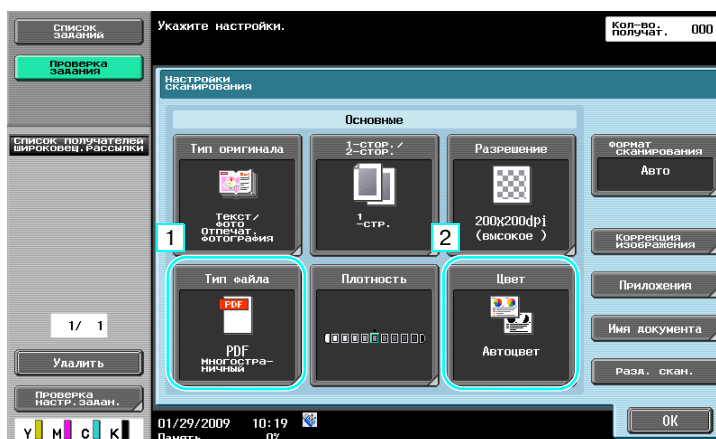 Список
заданий
Проверка
задания
Список получателей
широковещ.рассылки
1/ 1
Удалить
Проверка
настр.задан.
Y M C K
Укажите настройки.
Кол-во.
получат. 000
Настройки
сканирования
Основные
Тип оригинала
Текст/
Фото
Отпечат.
фотография
1-стор./
2-стор.
1
-стр.
Разрешение
200X200dpi
(высокое )
1
2
Тип файла
PDF
PDF
многостра-
ничный
Плотность
Цвет
Автоцвет
Формат
сканирования
Авто
Коррекция
изображения
Приложения
Имя документа
Разд. скан.
OK
01/29/2009 10:19
Память 0%